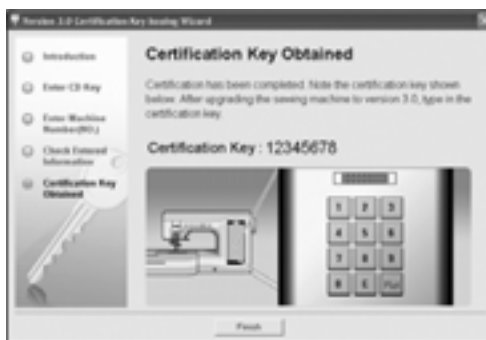 Version 3.0 Certification Key Issuing Wizard
Introduction
Enter CD Key
Enter Machine
Number(NO.)
Check Entered
Information
Certification Key
Obtained
Certification Key Obtained
Certification has been completed. Note the certification key shown
below. After upgrading the sewing machine to version 3.0, type in the
certification key.
Certification Key : 12345678
1 2 3
4 5 6
7 8 9
0
Finish